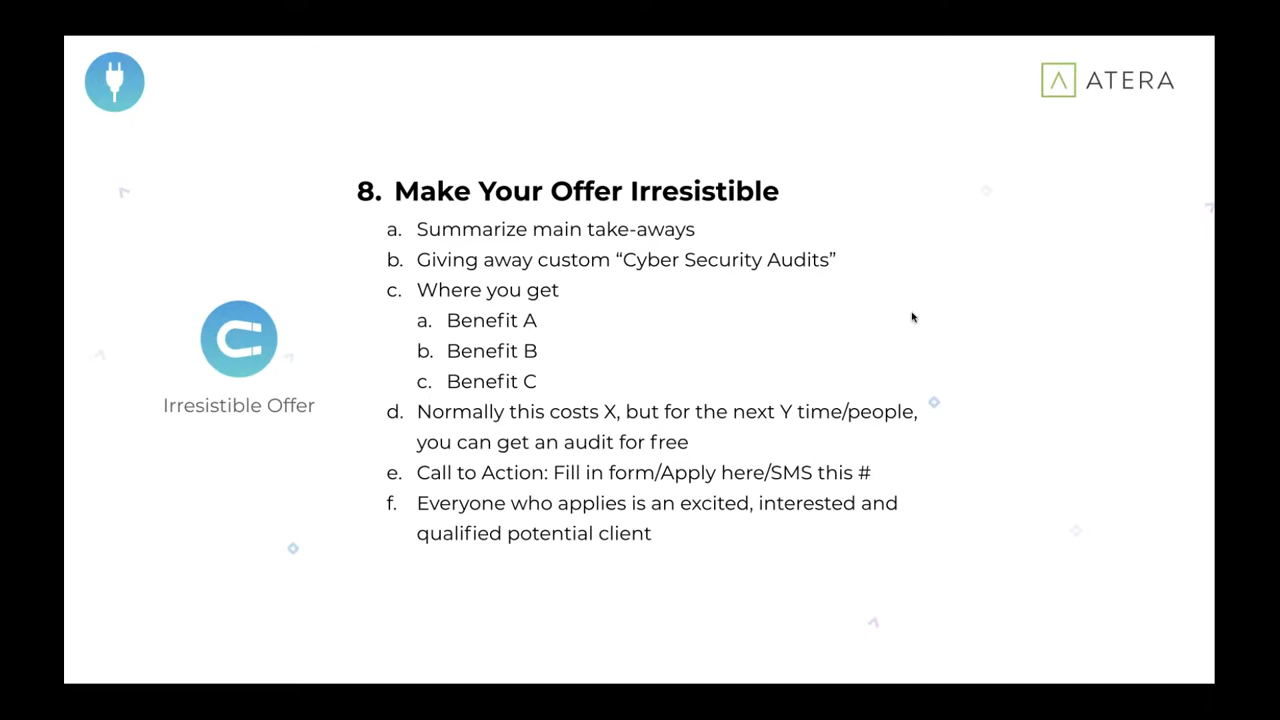 ATERA
8. Make Your Offer Irresistible
a. Summarize main take-aways
b. Giving away custom “Cyber Security Audits”
c. Where you get
a. Benefit A
b. Benefit B
c. Benefit C
d. Normally this costs X, but for the next Y time/people,
you can get an audit for free
e. Call to Action: Fill in form/Apply here/SMS this #
f. Everyone who applies is an excited, interested and
qualified potential client
Irresistible Offer